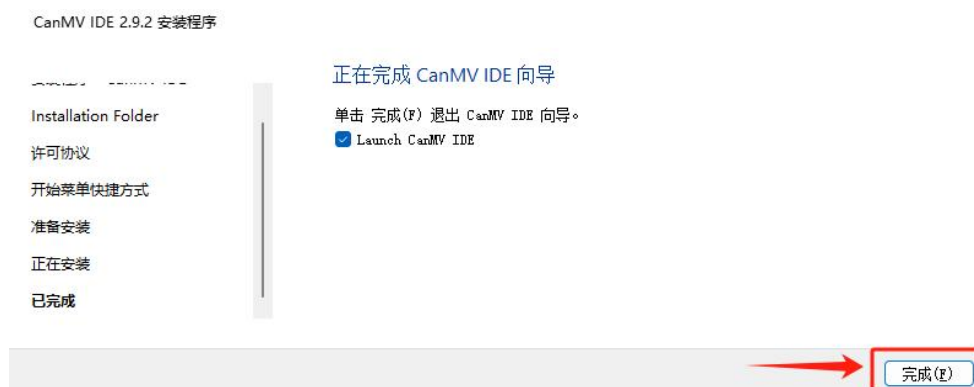 CanMV IDE 2.9.2 安装程序
正在完成 CanMV IDE 向导
单击 完成(F) 退出 CanMV IDE 向导。
Launch CanMV IDE
Installation Folder
许可协议
开始菜单快捷方式
准备安装
正在安装
已完成
完成(F)